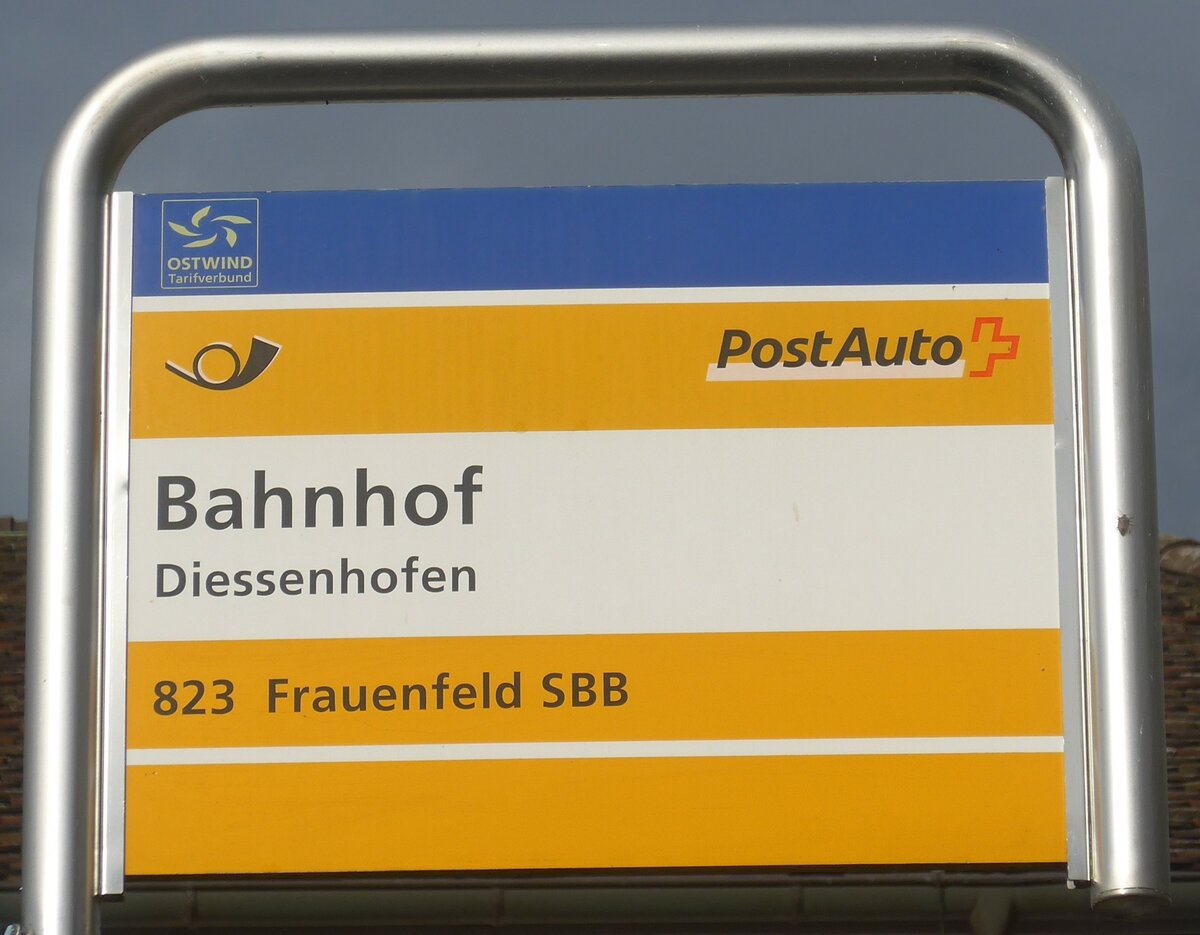 OSTWIND
Tarifverbund
PostAuto
Bahnhof
Diessenhofen
823 Frauenfeld SBB